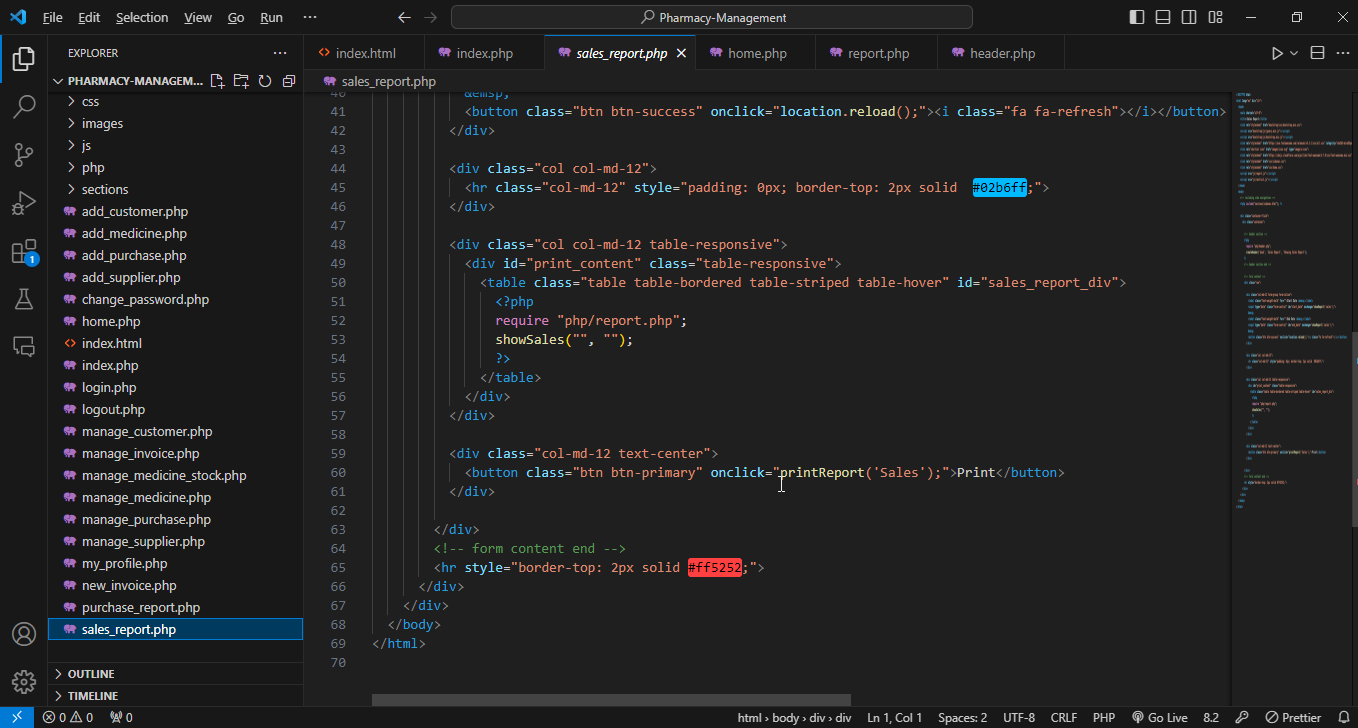 File Edit Selection View Go Run ···
Pharmacy-Management
EXPLORER
index.html
index.php
sales_report.php
home.php
report.php
header.php
PHARMACY-MANAGEM...
sales_report.php
css
images
js
php
sections
add_customer.php
add_medicine.php
add_purchase.php
add_supplier.php
change_password.php
home.php
index.html
index.php
login.php
logout.php
manage_customer.php
manage_invoice.php
manage_medicine_stock.php
manage_medicine.php
manage_purchase.php
manage_supplier.php
my_profile.php
new_invoice.php
purchase_report.php
sales_report.php
OUTLINE
TIMELINE
1
40 &emsp;
41 <button class="btn btn-success" onclick="location.reload();"><i class="fa fa-refresh"></i></button>
42 </div>
43
44 <div class="col col-md-12">
45 <hr class="col-md-12" style="padding: 0px; border-top: 2px solid  #02b6ff;">
46 </div>
47
48 <div class="col col-md-12 table-responsive">
49 <div id="print_content" class="table-responsive">
50 <table class="table table-bordered table-striped table-hover" id="sales_report_div">
51 <?php
52 require "php/report.php";
53 showSales("", "");
54 ?>
55 </table>
56 </div>
57 </div>
58
59 <div class="col-md-12 text-center">
60 <button class="btn btn-primary" onclick="printReport('Sales');">Print</button>
61 </div>
62
63 </div>
64 <!-- form content end -->
65 <hr style="border-top: 2px solid #ff5252;">
66 </div>
67 </div>
68 </body>
69 </html>
70
0 0 0 html › body › div › div Ln 1, Col 1 Spaces: 2 UTF-8 CRLF PHP Go Live 8.2 Prettier